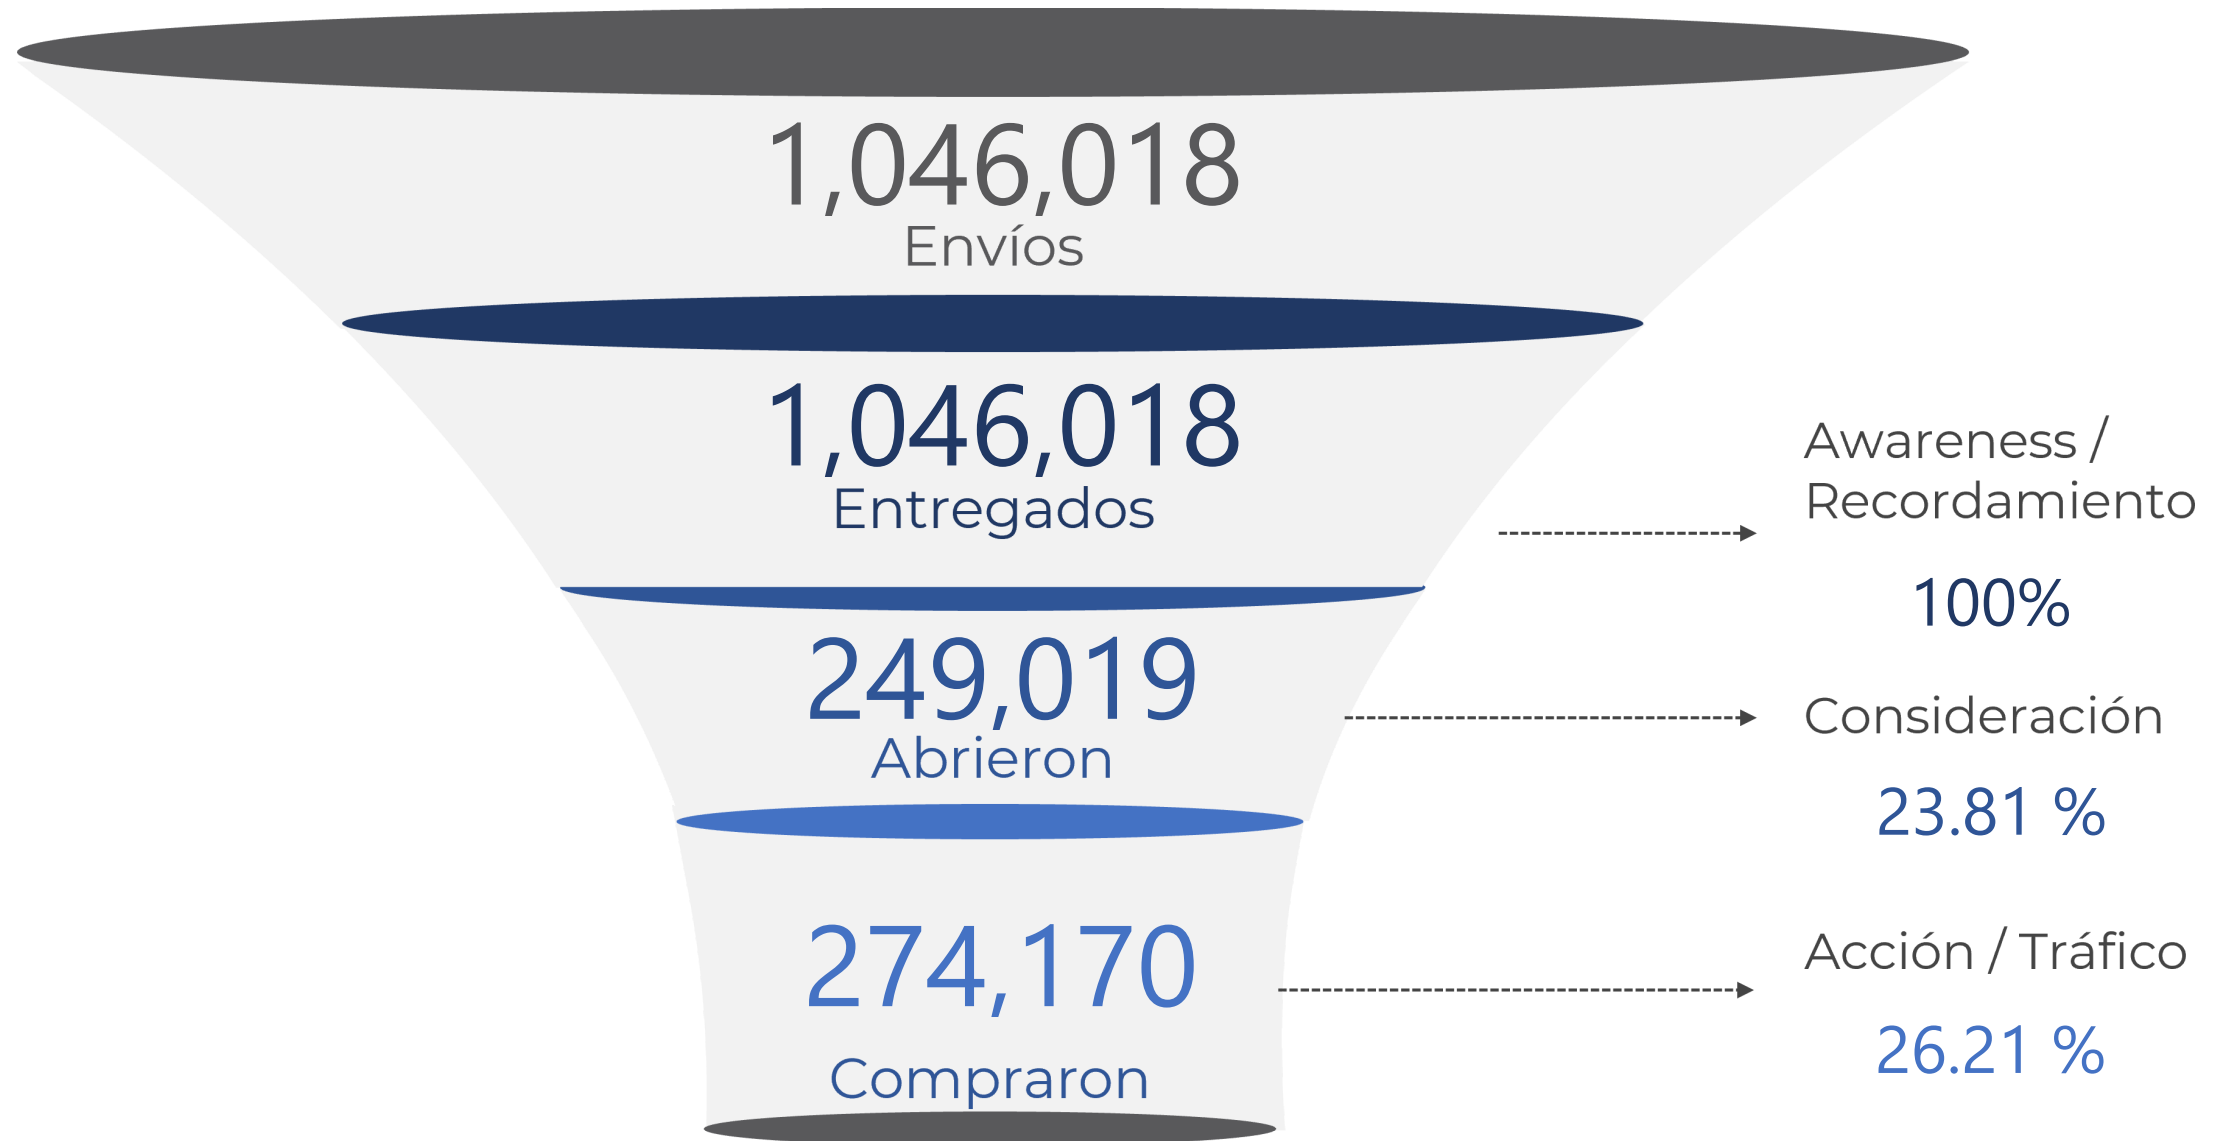 1,046,018
Envíos
1,046,018
Entregados
Awareness /
Recordamiento
100%
249,019
Abrieron
Consideración
23.81 %
274,170
Compraron
Acción / Tráfico
26.21 %